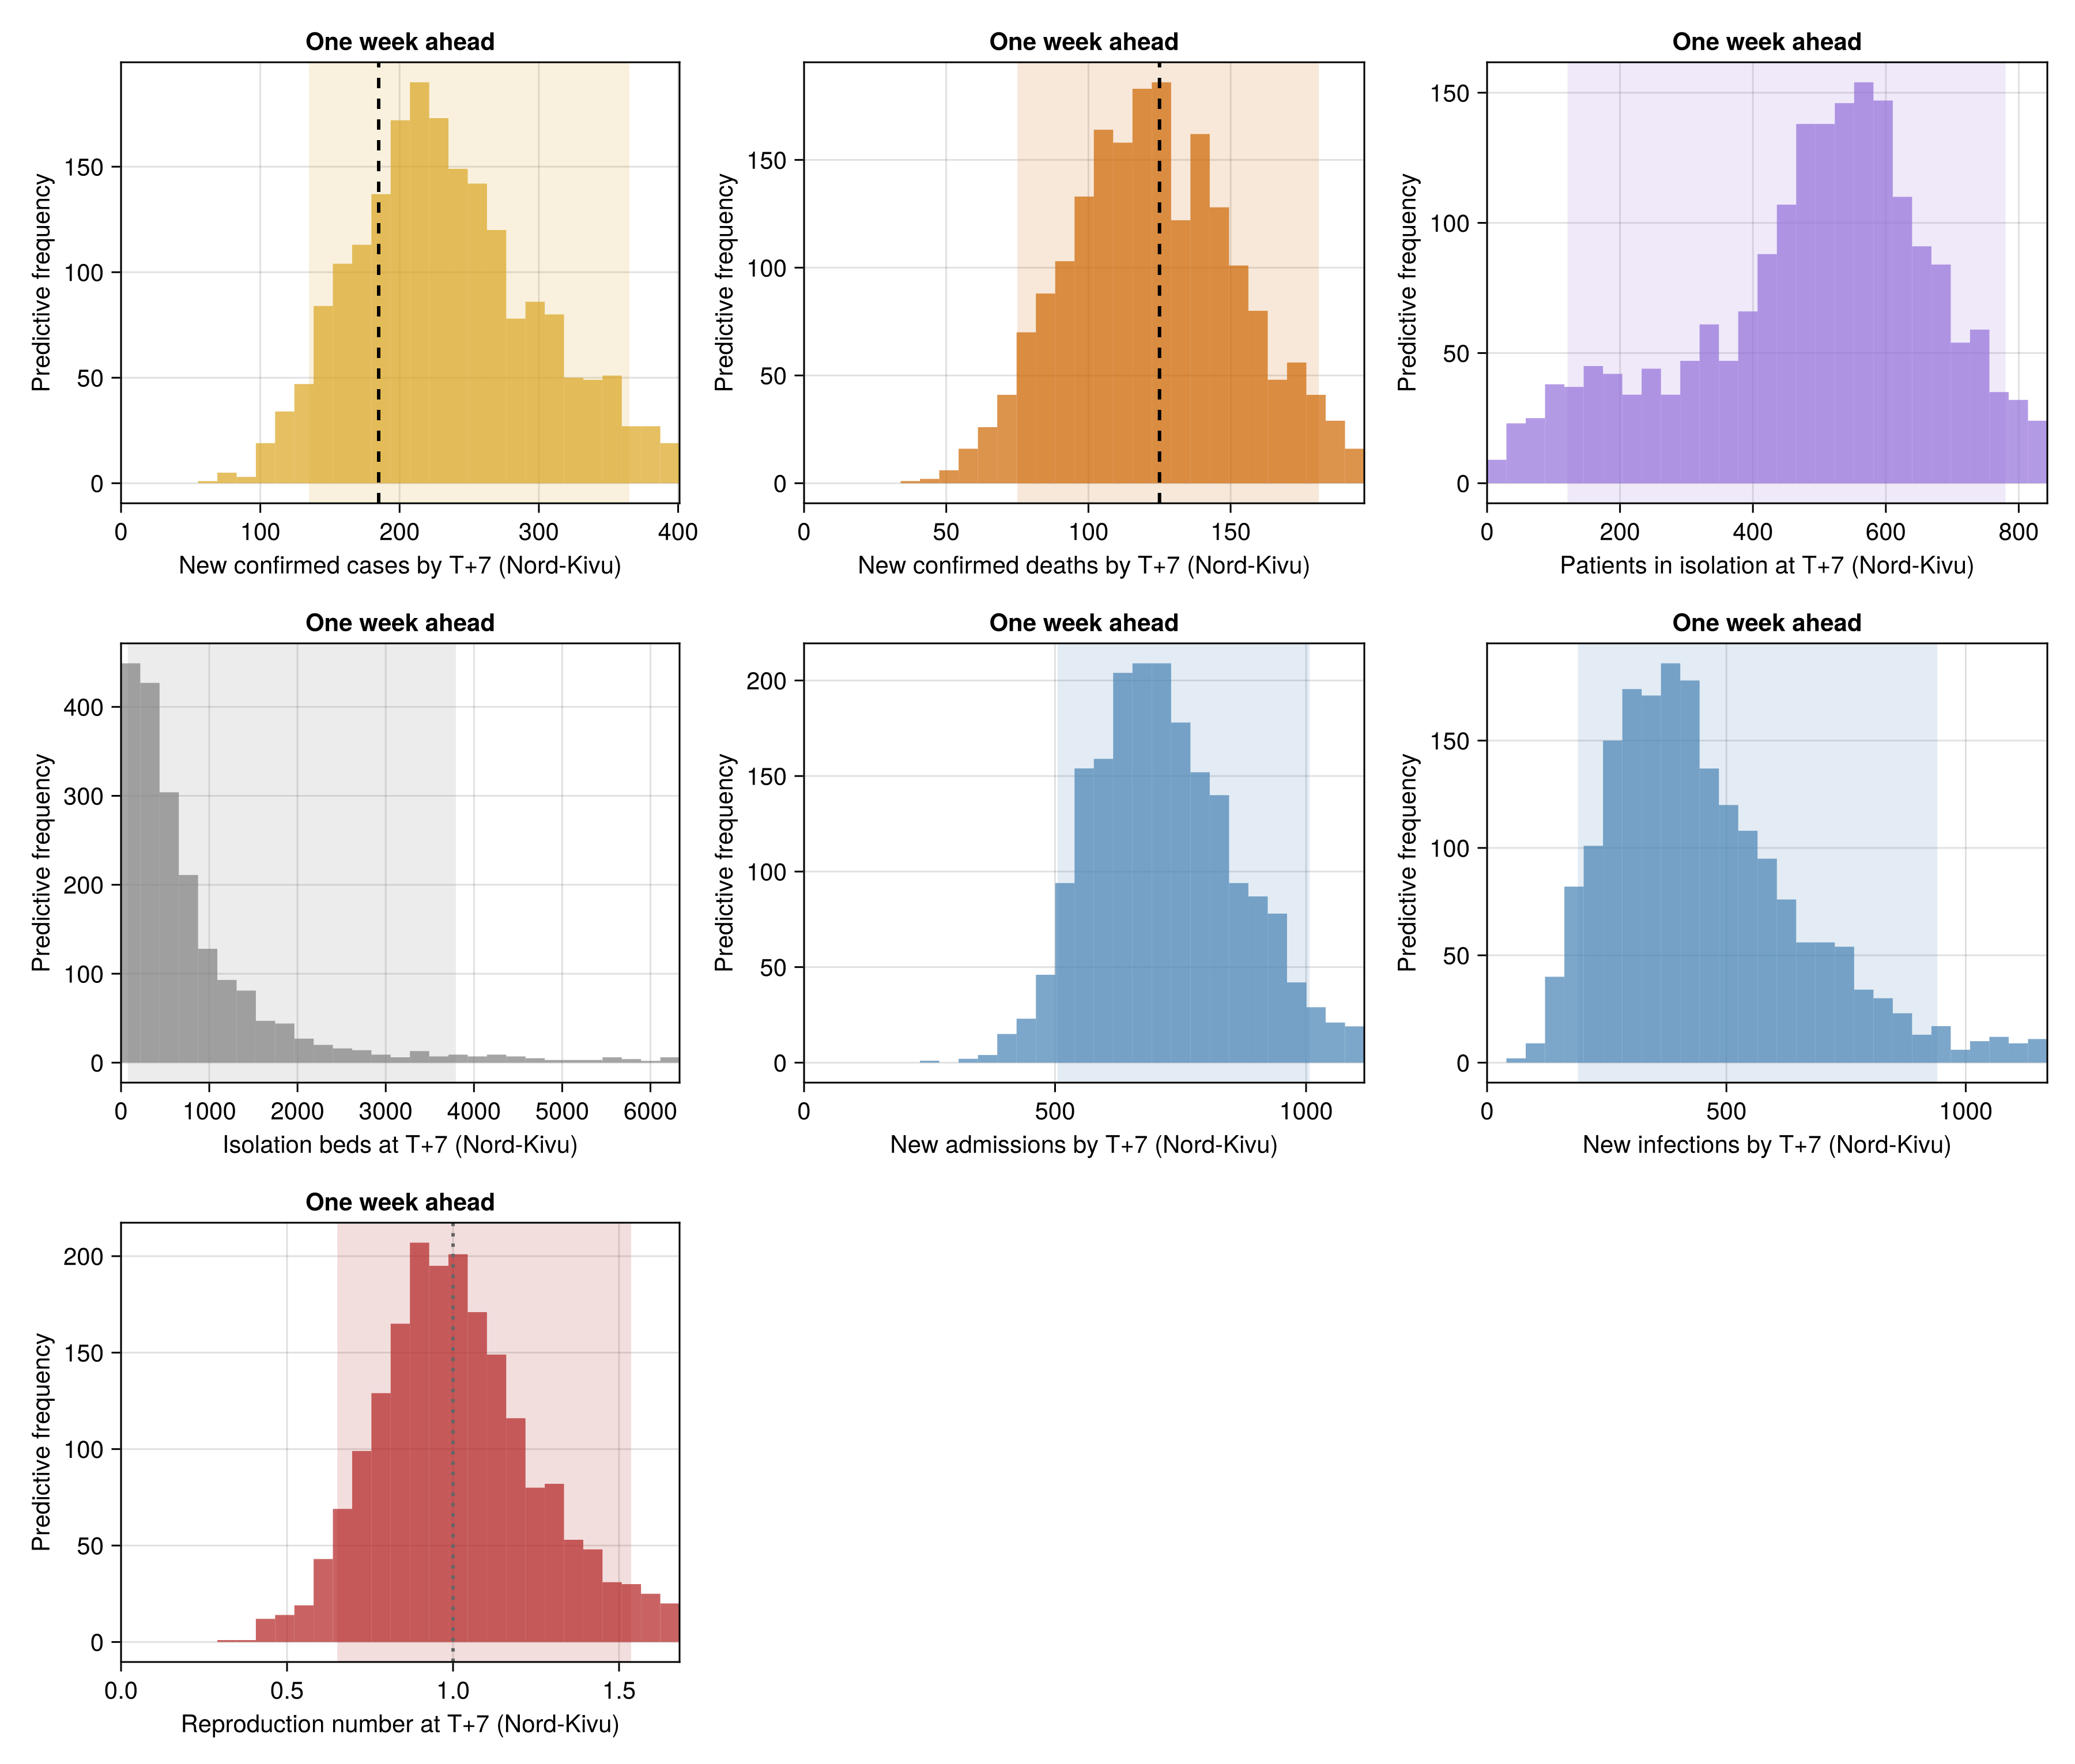 One week ahead
Predictive frequency
150
100
50
0
0 100 200 300 400
New confirmed cases by T+7 (Nord-Kivu)
One week ahead
Predictive frequency
150
100
50
0
0 50 100 150
New confirmed deaths by T+7 (Nord-Kivu)
One week ahead
Predictive frequency
150
100
50
0
0 200 400 600 800
Patients in isolation at T+7 (Nord-Kivu)
One week ahead
Predictive frequency
400
300
200
100
0
0 1000 2000 3000 4000 5000 6000
Isolation beds at T+7 (Nord-Kivu)
One week ahead
Predictive frequency
200
150
100
50
0
0 500 1000
New admissions by T+7 (Nord-Kivu)
One week ahead
Predictive frequency
150
100
50
0
0 500 1000
New infections by T+7 (Nord-Kivu)
One week ahead
Predictive frequency
200
150
100
50
0
0.0 0.5 1.0 1.5
Reproduction number at T+7 (Nord-Kivu)